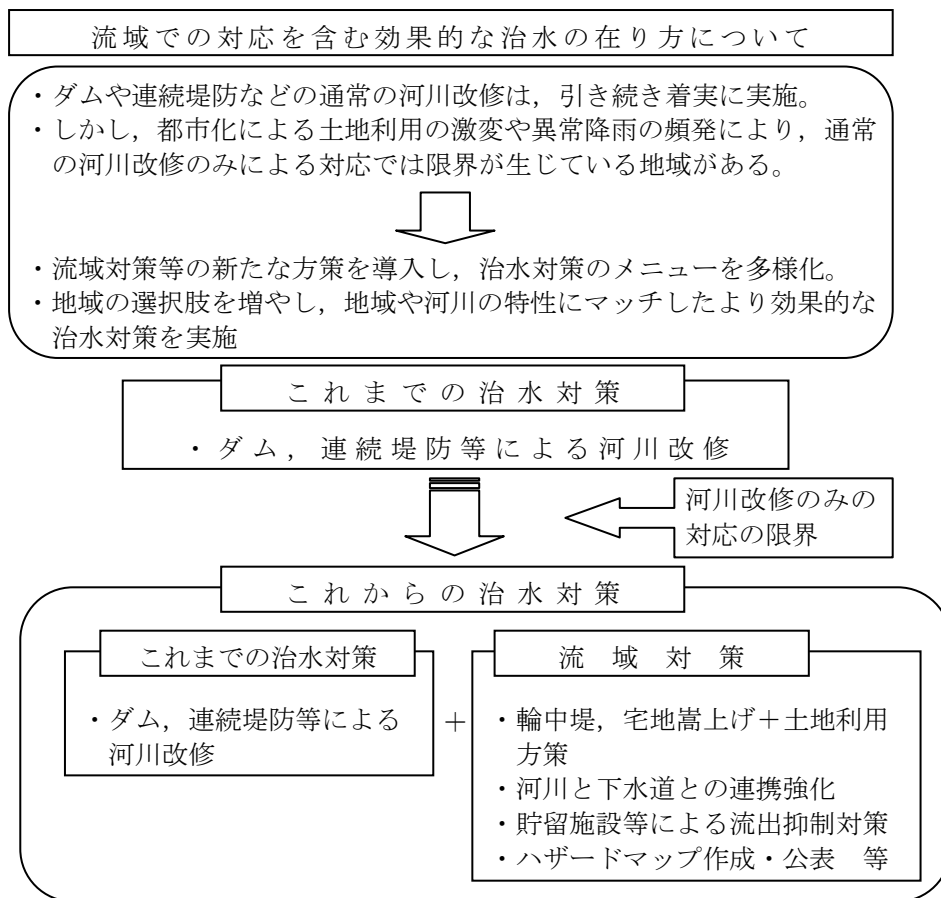 流域での対応を含む効果的な治水の在り方について
・ダムや連続堤防などの通常の河川改修は，引き続き着実に実施。
・しかし，都市化による土地利用の激変や異常降雨の頻発により，通常
の河川改修のみによる対応では限界が生じている地域がある。
・流域対策等の新たな方策を導入し，治水対策のメニューを多様化。
・地域の選択肢を増やし，地域や河川の特性にマッチしたより効果的な
治水対策を実施
これまでの治水対策
・ダム，連続堤防等による河川改修
河川改修のみの
対応の限界
これからの治水対策
これまでの治水対策
・ダム，連続堤防等による
河川改修
＋
流域対策
・輪中堤，宅地嵩上げ＋土地利用
方策
・河川と下水道との連携強化
・貯留施設等による流出抑制対策
・ハザードマップ作成・公表　等